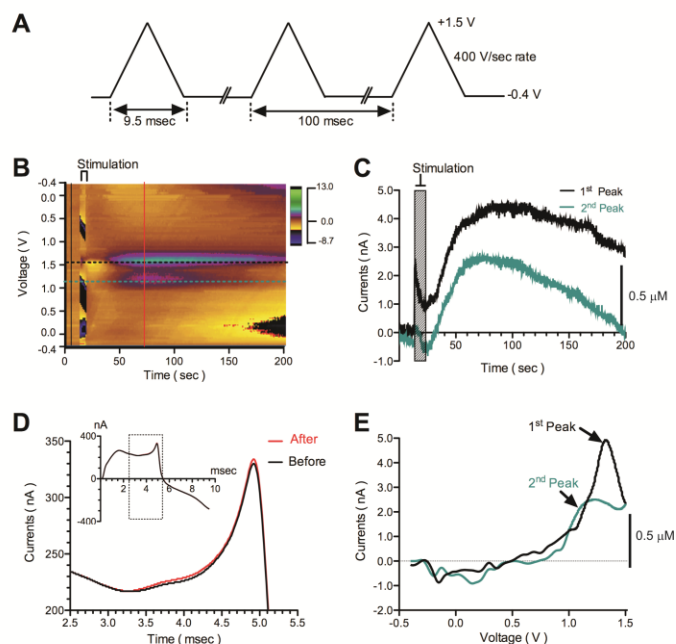 A
+1.5 V
400 V/sec rate
-0.4 V
9.5 msec
100 msec
B
Stimulation
-0.4
0.0
0.5
1.0
1.5
1.0
0.5
0.0
-0.4
Voltage ( V )
0 50 100 150 200
Time ( sec )
13.0
0.0
-8.7
C
Stimulation
1st Peak
2nd Peak
5.0
4.0
3.0
2.0
1.0
0.0
-1.0
Currents ( nA )
50 100 150 200
Time ( sec )
0.5 μM
D
nA
400
0
-400
2 4 6 8 10
msec
After
Before
350
300
250
200
Currents ( nA )
2.5 3.0 3.5 4.0 4.5 5.0 5.5
Time ( msec )
E
1st Peak
2nd Peak
5.0
4.0
3.0
2.0
1.0
0.0
-1.0
-2.0
Currents ( nA )
0.0 0.5 1.0 1.5
Voltage ( V )
0.5 μM